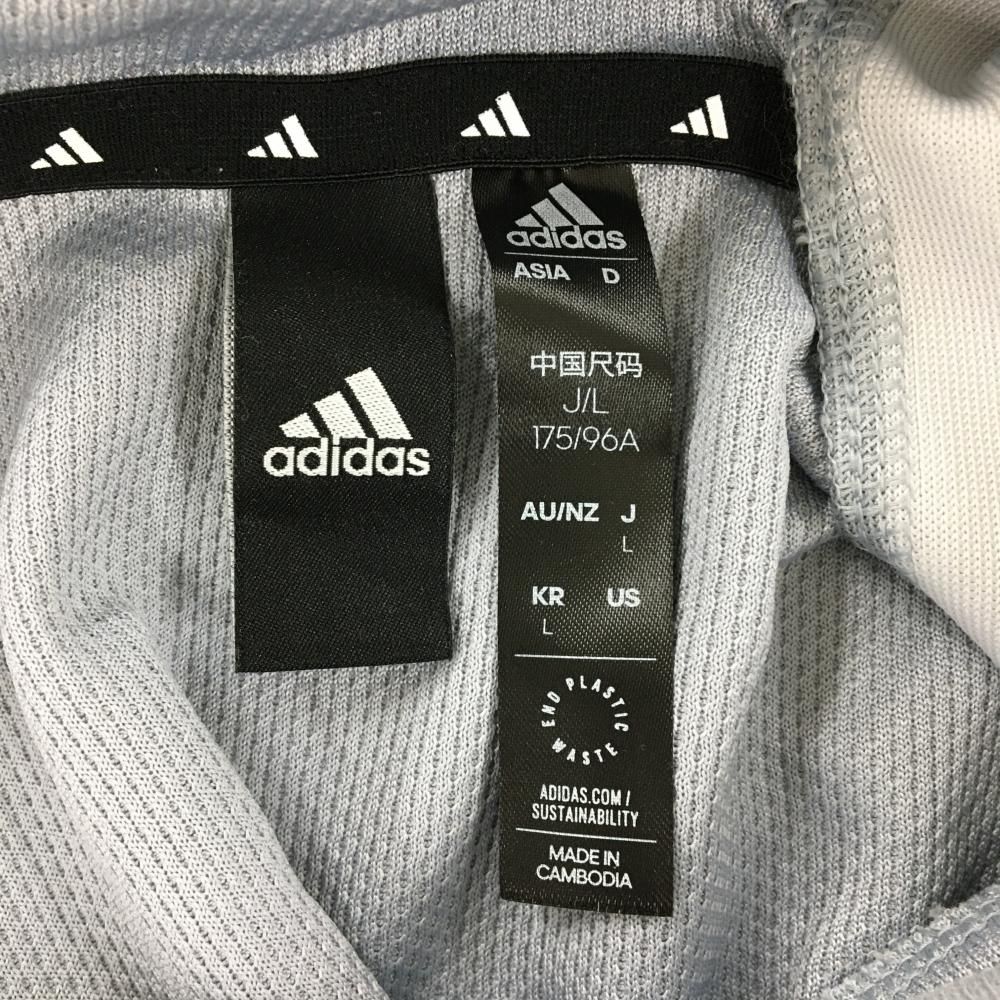 adidas
adidas
ASIA D
中国尺码
J/L
175/96A
AU/NZ J
L
KR US
L
END PLASTIC WASTE
ADIDAS.COM/
SUSTAINABILITY
MADE IN
CAMBODIA